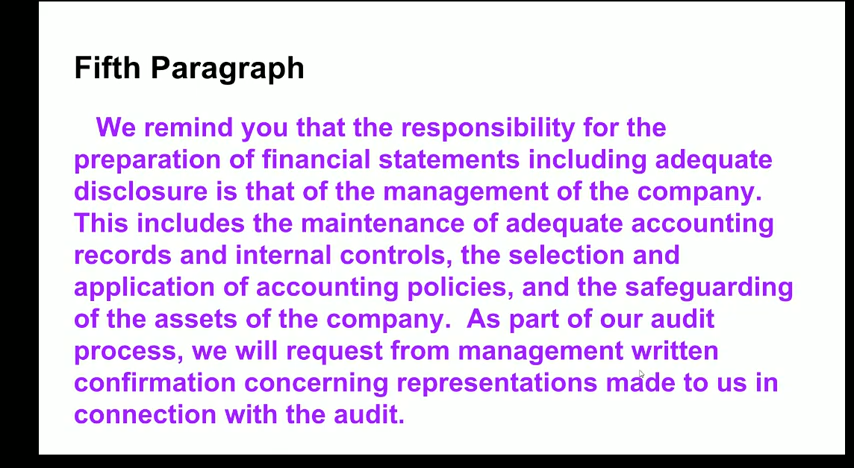 Fifth Paragraph
We remind you that the responsibility for the
preparation of financial statements including adequate
disclosure is that of the management of the company.
This includes the maintenance of adequate accounting
records and internal controls, the selection and
application of accounting policies, and the safeguarding
of the assets of the company.  As part of our audit
process, we will request from management written
confirmation concerning representations made to us in
connection with the audit.